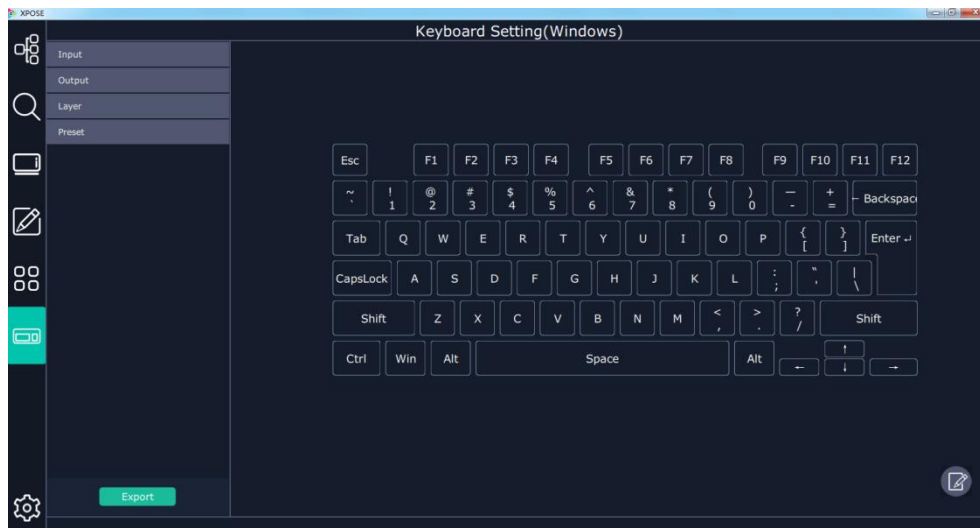 XPOSE
Keyboard Setting(Windows)
Input
Output
Layer
Preset
Esc F1 F2 F3 F4 F5 F6 F7 F8 F9 F10 F11 F12
~ ! @ # $ % ^ & * ( ) — +
` 1 2 3 4 5 6 7 8 9 0 - = ← Backspac
Tab Q W E R T Y U I O P { } Enter ↵
[ ]
CapsLock A S D F G H J K L : " |
; ' \
Shift Z X C V B N M < > ? Shift
, . /
Ctrl Win Alt Space Alt ↑
← ↓ →
Export